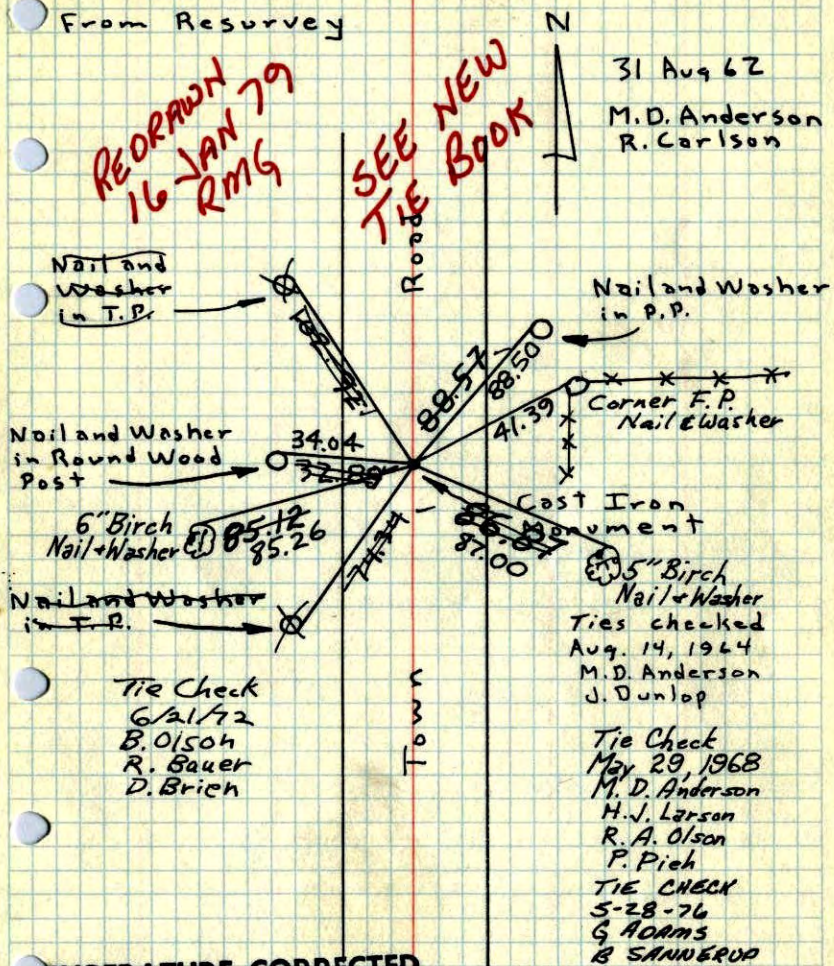 From Resurvey
N
31 Aug 62
M.D. Anderson
R. Carlson
REDRAWN
16 JAN 79
RMG
SEE NEW
TIE BOOK
Town Road
Nail and
Washer
in T.P.
Nail and Washer
in P.P.
88.57
88.50
Corner F.P.
Nail & Washer
41.39
Nail and Washer
in Round Wood
Post
34.04
6" Birch
Nail + Washer
85.12
85.26
Cast Iron
Monument
87.00
5" Birch
Nail + Washer
Nail and Washer
in T.P.
74.34
Ties checked
Aug. 14, 1964
M.D. Anderson
J. Dunlop
Tie Check
6/21/72
B. Olson
R. Bauer
D. Brien
Tie Check
May 29, 1968
M. D. Anderson
H.J. Larson
R. A. Olson
P. Pieh
TIE CHECK
5-28-76
G ADAMS
B SANNERUD
CORRECTED